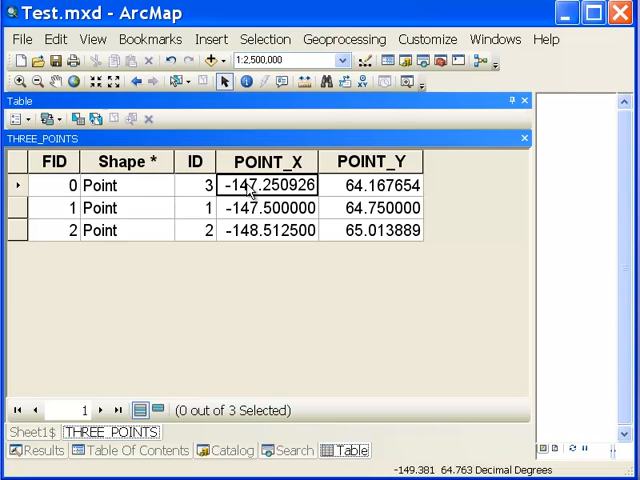 Test.mxd - ArcMap
File Edit View Bookmarks Insert Selection Geoprocessing Customize Windows Help
1:2,500,000
Table
THREE_POINTS
FID Shape * ID POINT_X POINT_Y
0 Point 3 -147.250926 64.167654
1 Point 1 -147.500000 64.750000
2 Point 2 -148.512500 65.013889
1 (0 out of 3 Selected)
Sheet1$ THREE_POINTS
Results Table Of Contents Catalog Search Table
-149.381 64.763 Decimal Degrees